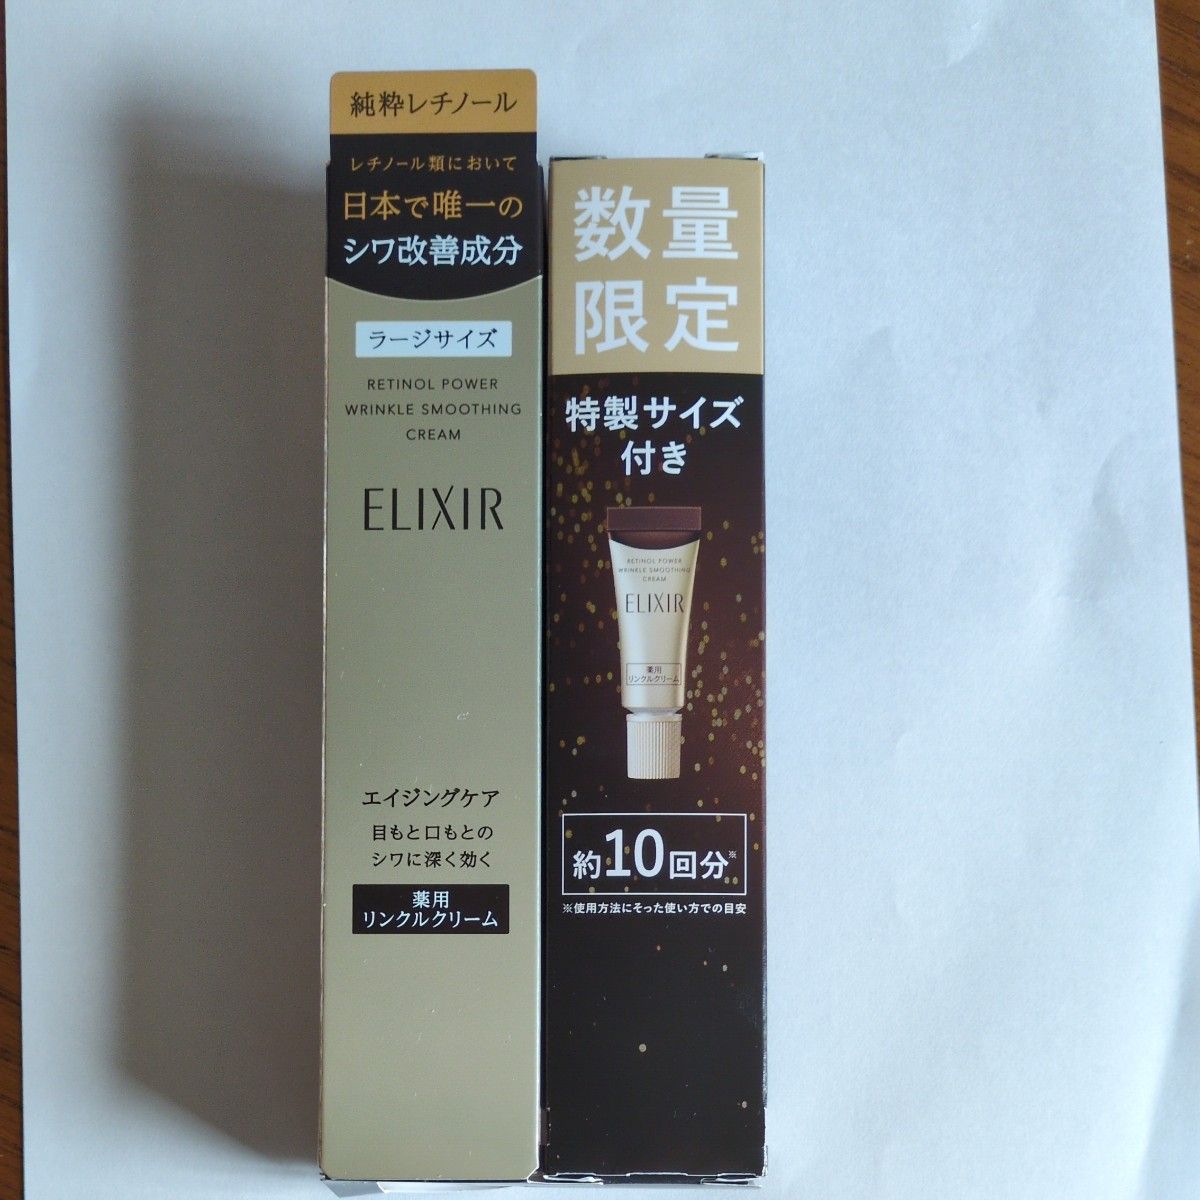 純粋レチノール
レチノール類において
日本で唯一の
シワ改善成分
ラージサイズ
RETINOL POWER
WRINKLE SMOOTHING
CREAM
ELIXIR
エイジングケア
目もと口もとの
シワに深く効く
薬用
リンクルクリーム
数量
限定
特製サイズ
付き
RETINOL POWER
WRINKLE SMOOTHING
CREAM
ELIXIR
薬用
リンクルクリーム
約10回分※
※使用方法にそった使い方での目安